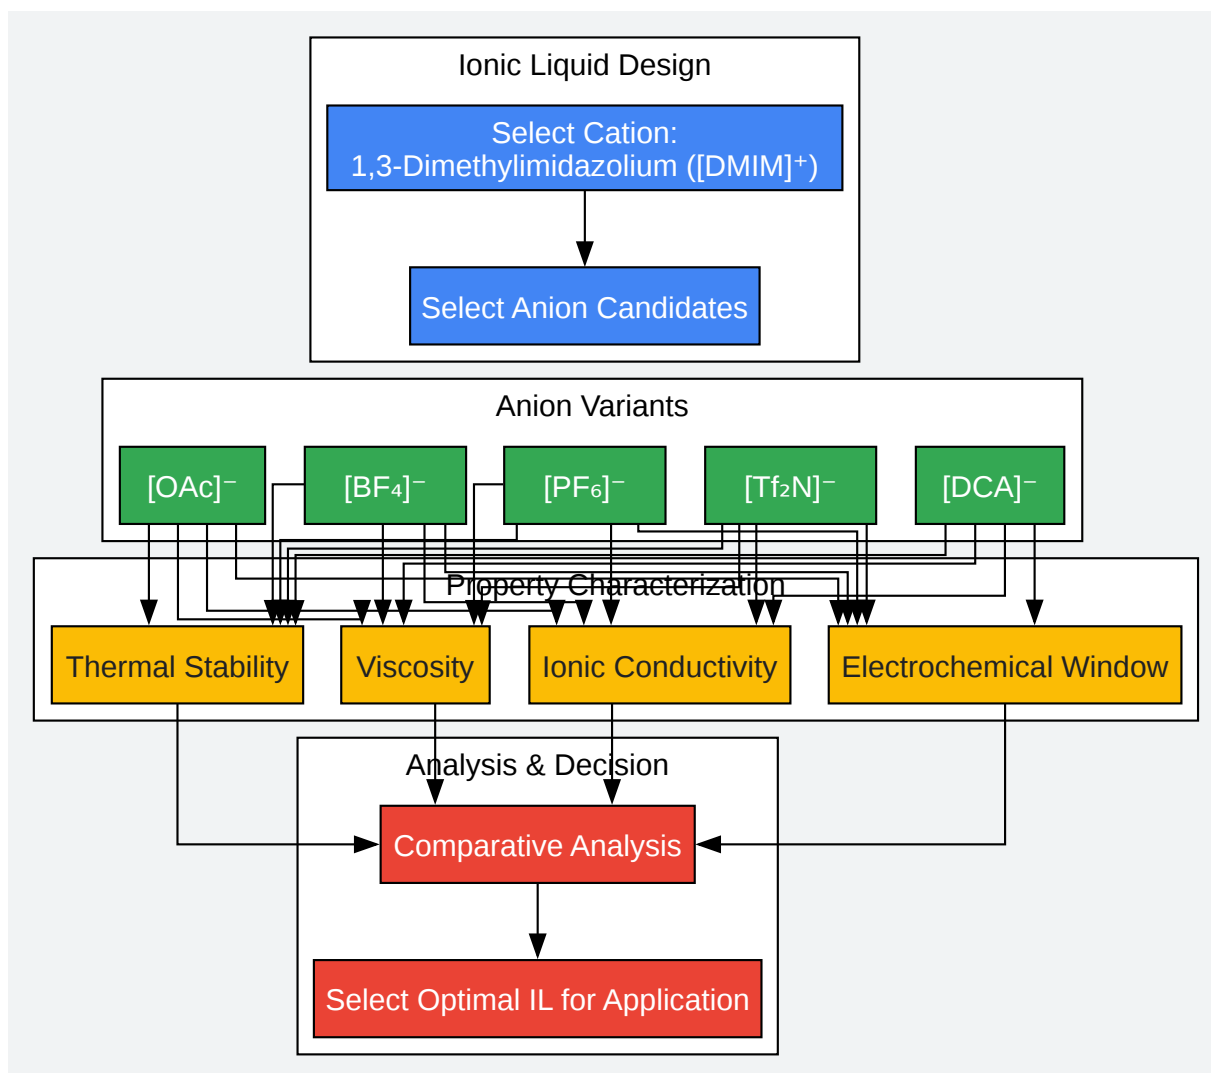 Ionic Liquid Design
Select Cation:
1,3-Dimethylimidazolium ([DMIM]⁺)
Select Anion Candidates
Anion Variants
[OAc]⁻
[BF₄]⁻
[PF₆]⁻
[Tf₂N]⁻
[DCA]⁻
Property Characterization
Thermal Stability
Viscosity
Ionic Conductivity
Electrochemical Window
Analysis & Decision
Comparative Analysis
Select Optimal IL for Application